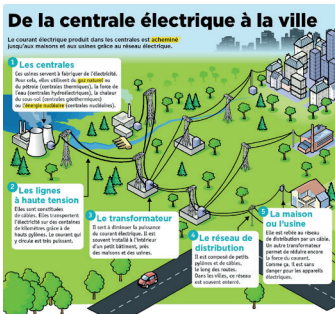 De la centrale électrique à la ville
Le courant électrique produit dans les centrales est acheminé
jusqu'aux maisons et aux usines grâce au réseau électrique.
1 Les centrales
Ces usines servent à fabriquer de l'électricité.
Pour cela, elles utilisent du gaz naturel ou
du pétrole (centrales thermiques), la force de
l'eau (centrales hydroélectriques), la chaleur
du sous-sol (centrales géothermiques)
ou l'énergie nucléaire (centrales nucléaires).
2 Les lignes
à haute tension
Elles sont constituées
de câbles. Elles transportent
l'électricité sur des centaines
de kilomètres grâce à de
hauts pylônes. Le courant qui
y circule est très puissant.
3 Le transformateur
Il sert à diminuer la puissance
du courant électrique. Il est
souvent installé à l'intérieur
d'un petit bâtiment, près
des maisons et des usines.
4 Le réseau de
distribution
Il est composé de petits
pylônes et de câbles,
le long des routes.
Dans les villes, ce réseau
est souvent enterré.
5 La maison
ou l'usine
Elle est reliée au réseau
de distribution par un câble.
Un autre transformateur
permet de réduire encore
la force du courant.
Comme ça, il est sans
danger pour les appareils
électriques.